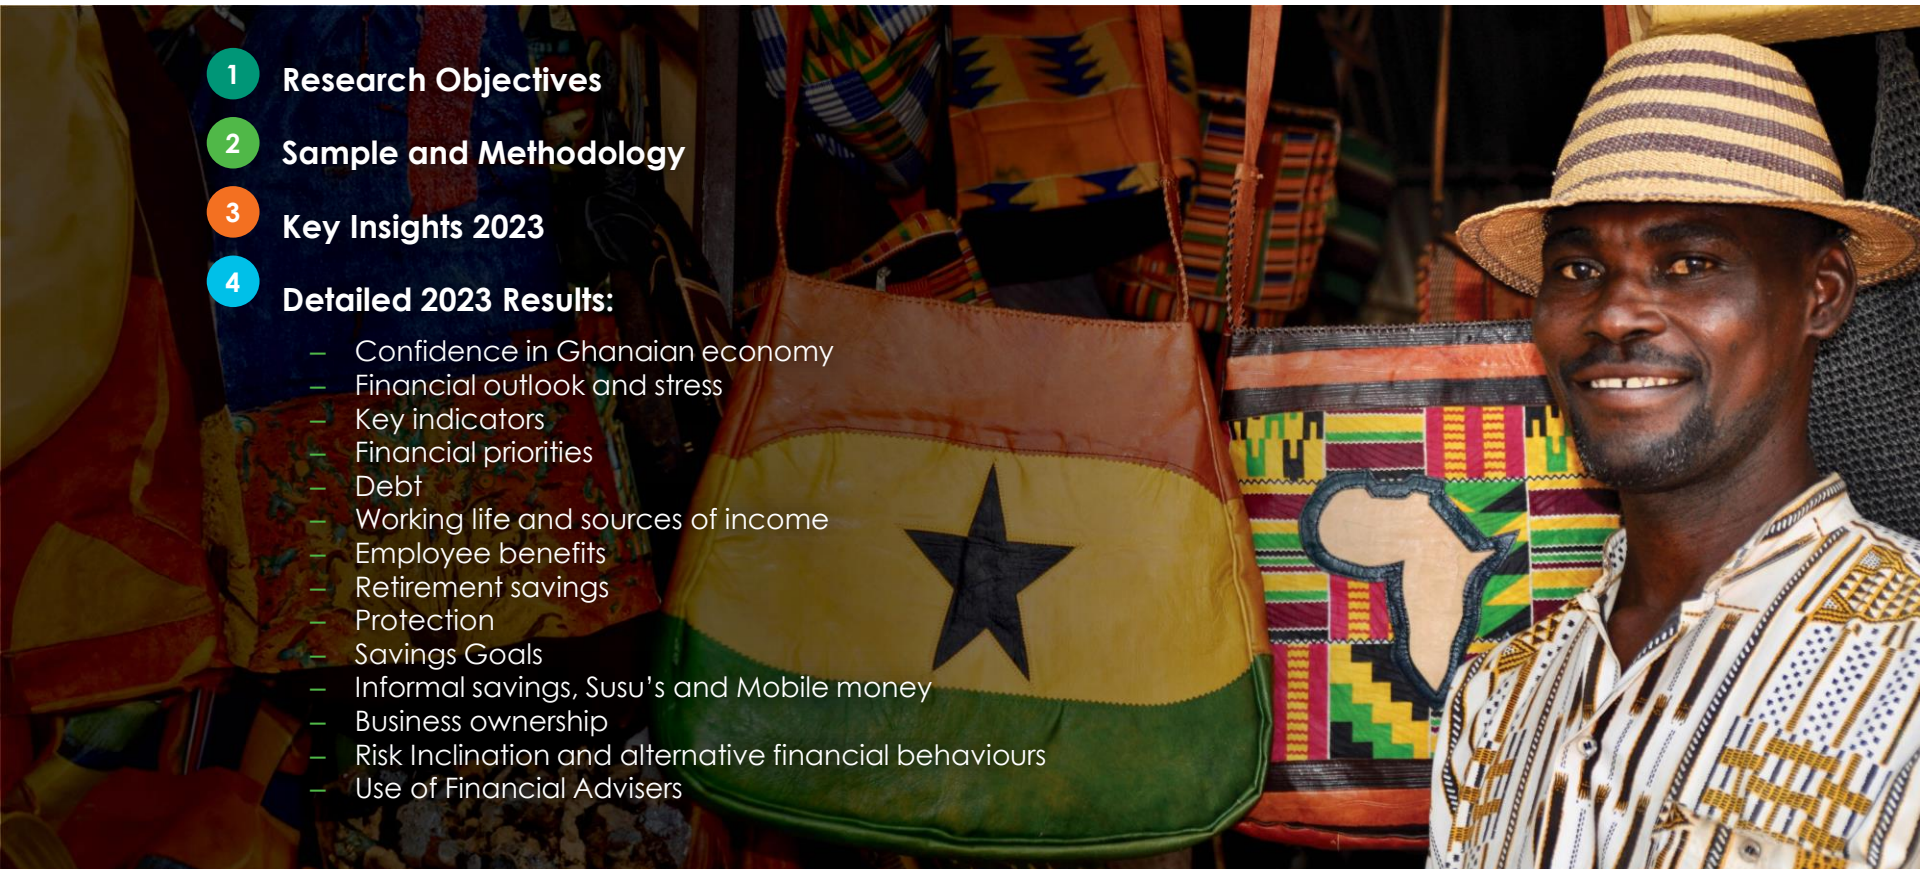 1 Research Objectives
2 Sample and Methodology
3 Key Insights 2023
4 Detailed 2023 Results:
– Confidence in Ghanaian economy
– Financial outlook and stress
– Key indicators
– Financial priorities
– Debt
– Working life and sources of income
– Employee benefits
– Retirement savings
– Protection
– Savings Goals
– Informal savings, Susu’s and Mobile money
– Business ownership
– Risk Inclination and alternative financial behaviours
– Use of Financial Advisers